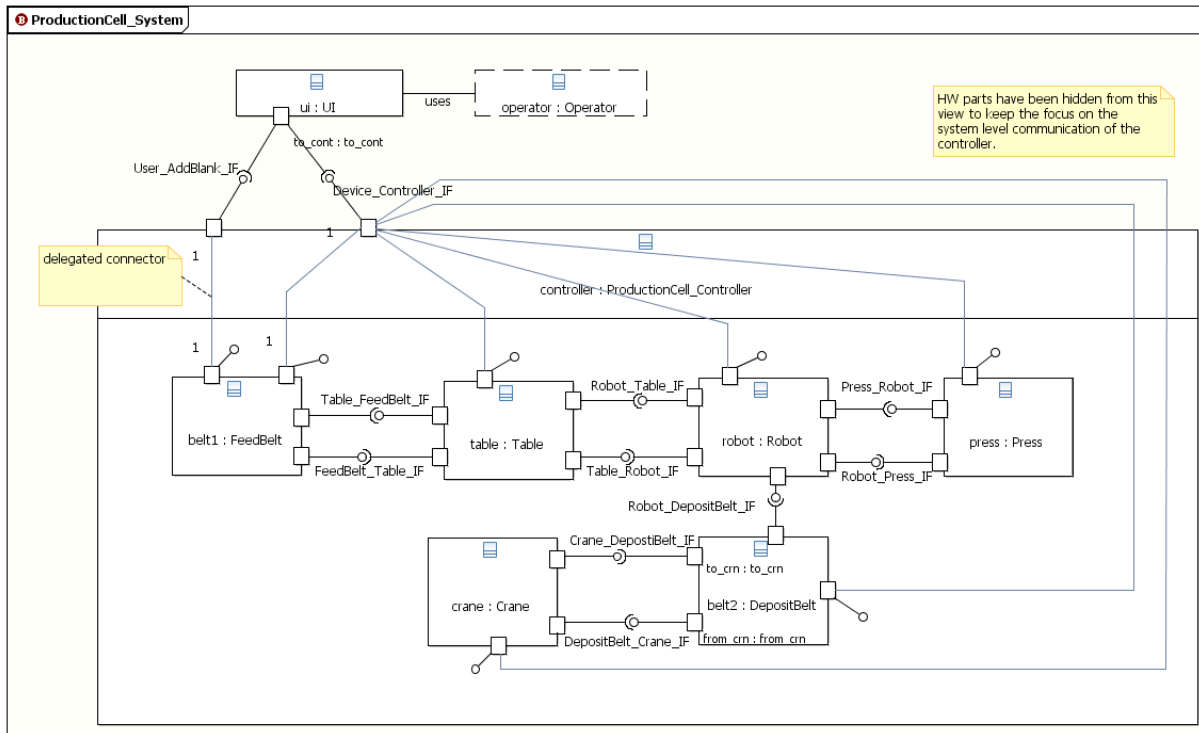 B ProductionCell_System
ui : UI
uses
operator : Operator
HW parts have been hidden from this
view to keep the focus on the
system level communication of the
controller.
to_cont : to_cont
User_AddBlank_IF
Device_Controller_IF
1
1
delegated connector
controller : ProductionCell_Controller
1
1
belt1 : FeedBelt
Table_FeedBelt_IF
FeedBelt_Table_IF
table : Table
Robot_Table_IF
Table_Robot_IF
robot : Robot
Press_Robot_IF
Robot_Press_IF
press : Press
Robot_DepositBelt_IF
crane : Crane
Crane_DepostiBelt_IF
DepositBelt_Crane_IF
to_crn : to_crn
belt2 : DepositBelt
from_crn : from_crn